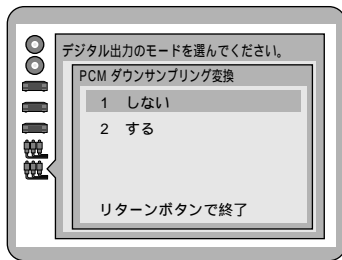 デジタル出力のモードを選んでください。
PCM ダウンサンプリング変換
1 しない
2 する
リターンボタンで終了